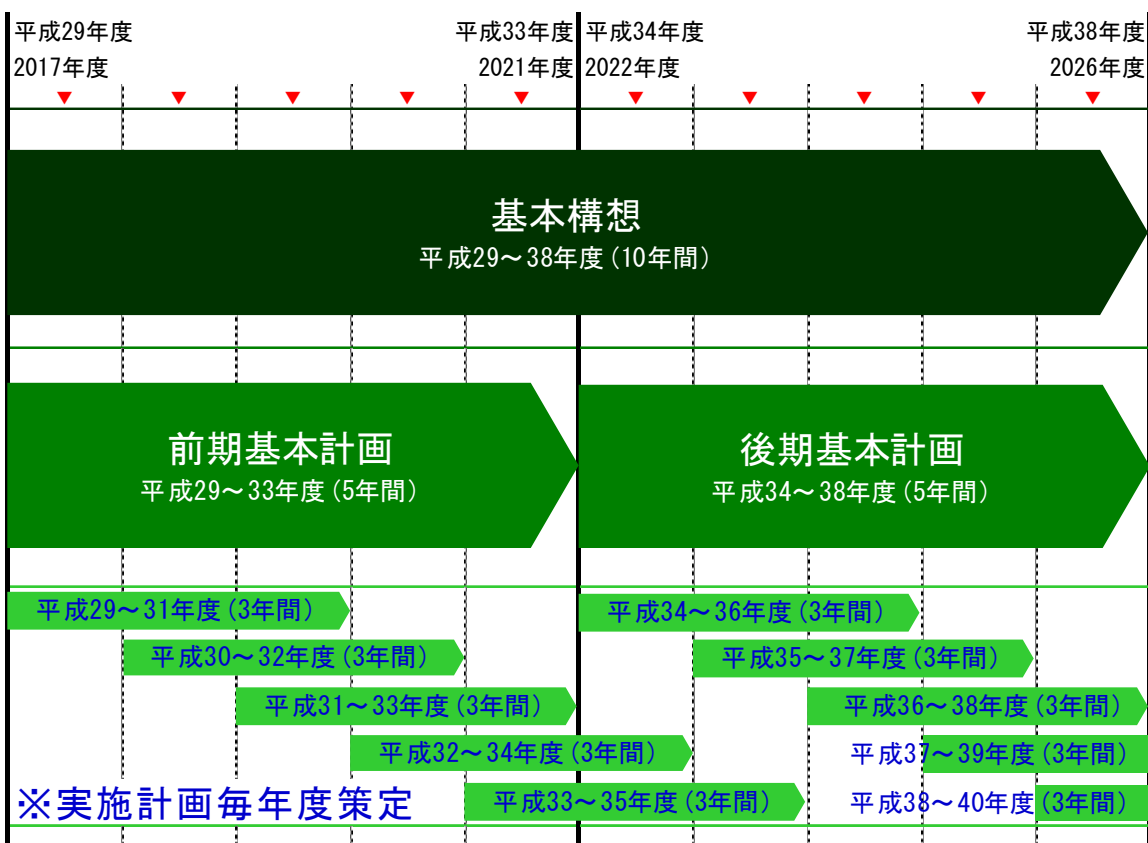 平成29年度
2017年度
平成33年度
2021年度
平成34年度
2022年度
平成38年度
2026年度
基本構想
平成29～38年度(10年間)
前期基本計画
平成29～33年度(5年間)
後期基本計画
平成34～38年度(5年間)
平成29～31年度(3年間)
平成30～32年度(3年間)
平成31～33年度(3年間)
平成32～34年度(3年間)
平成33～35年度(3年間)
平成34～36年度(3年間)
平成35～37年度(3年間)
平成36～38年度(3年間)
平成37～39年度(3年間)
平成38～40年度(3年間)
※実施計画毎年度策定